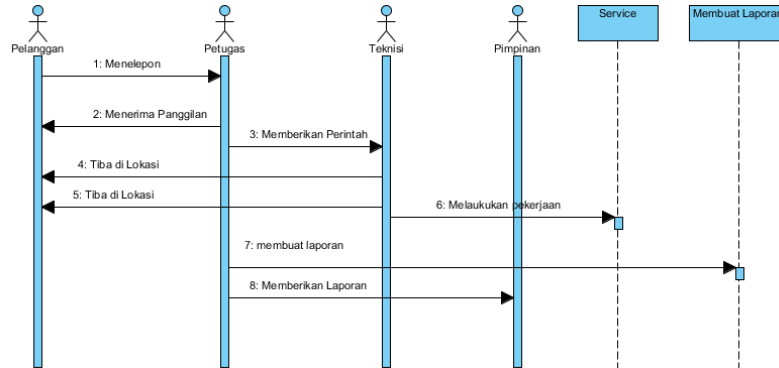 Service
Membuat Laporan
Pelanggan
Petugas
Teknisi
Pimpinan
1: Menelepon
2: Menerima Panggilan
3: Memberikan Perintah
4: Tiba di Lokasi
5: Tiba di Lokasi
6: Melaukukan pekerjaan
7: membuat laporan
8: Memberikan Laporan